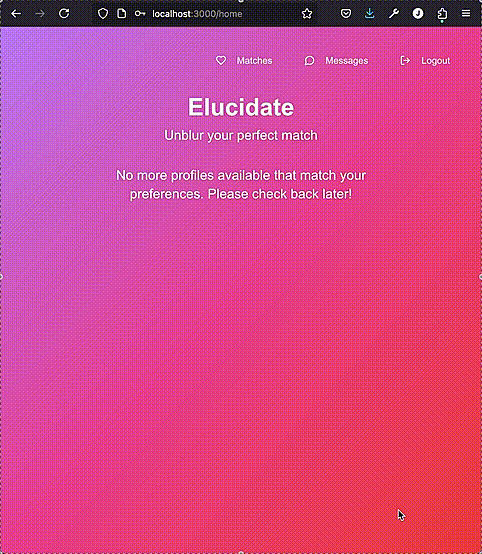 localhost:3000/home
Matches Messages Logout
Elucidate
Unblur your perfect match
No more profiles available that match your
preferences. Please check back later!